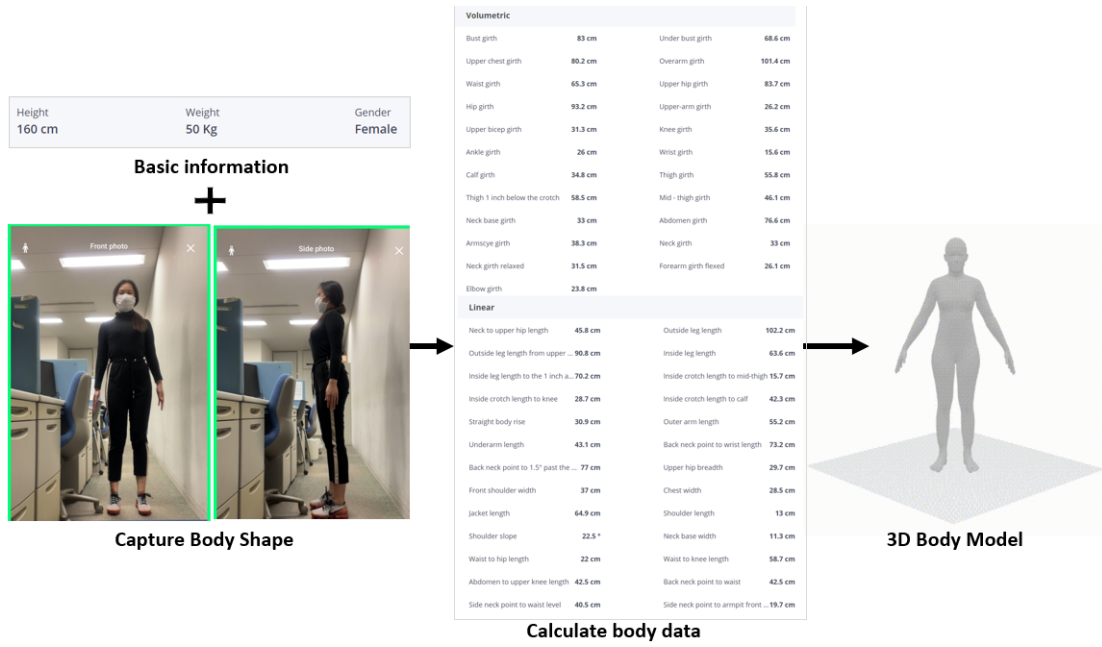 Volumetric
Bust girth 83 cm Under bust girth 68.6 cm
Upper chest girth 80.2 cm Overarm girth 101.4 cm
Waist girth 65.3 cm Upper hip girth 83.7 cm
Hip girth 93.2 cm Upper-arm girth 26.2 cm
Upper bicep girth 31.3 cm Knee girth 35.6 cm
Ankle girth 26 cm Wrist girth 15.6 cm
Calf girth 34.8 cm Thigh girth 55.8 cm
Thigh 1 inch below the crotch 58.5 cm Mid - thigh girth 46.1 cm
Neck base girth 33 cm Abdomen girth 76.6 cm
Armscye girth 38.3 cm Neck girth 33 cm
Neck girth relaxed 31.5 cm Forearm girth flexed 26.1 cm
Elbow girth 23.8 cm
Linear
Neck to upper hip length 45.8 cm Outside leg length 102.2 cm
Outside leg length from upper ... 90.8 cm Inside leg length 63.6 cm
Inside leg length to the 1 inch a... 70.2 cm Inside crotch length to mid-thigh 15.7 cm
Inside crotch length to knee 28.7 cm Inside crotch length to calf 42.3 cm
Straight body rise 30.9 cm Outer arm length 55.2 cm
Underarm length 43.1 cm Back neck point to wrist length 73.2 cm
Back neck point to 1.5" past the ... 77 cm Upper hip breadth 29.7 cm
Front shoulder width 37 cm Chest width 28.5 cm
Jacket length 64.9 cm Shoulder length 13 cm
Shoulder slope 22.5 ° Neck base width 11.3 cm
Waist to hip length 22 cm Waist to knee length 58.7 cm
Abdomen to upper knee length 42.5 cm Back neck point to waist 42.5 cm
Side neck point to waist level 40.5 cm Side neck point to armpit front ... 19.7 cm
Calculate body data
Height Weight Gender
160 cm 50 Kg Female
Basic information
+
Front photo × Side photo ×
Capture Body Shape
3D Body Model